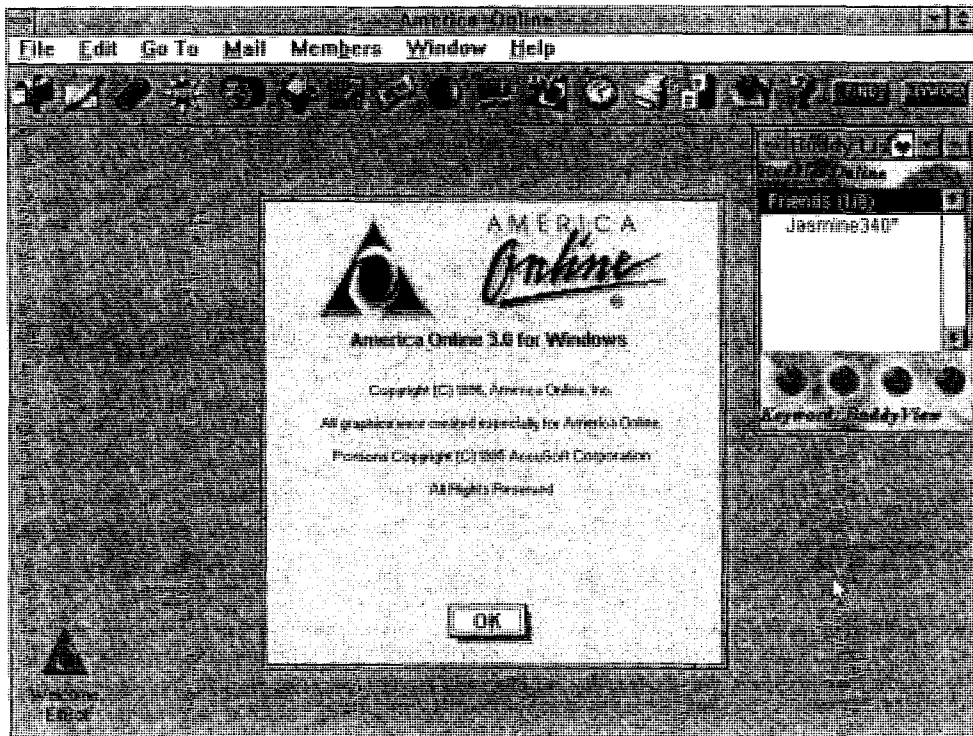 America Online
File Edit Go To Mail Members Window Help
Friends (1/3)
Jasmine340*
AMERICA
Online
®
America Online 3.0 for Windows
Copyright (C) 1996, America Online, Inc.
All graphics were created especially for America Online.
Portions Copyright (C) 1996 AccuSoft Corporation
All Rights Reserved
OK
Keyword: BuddyView